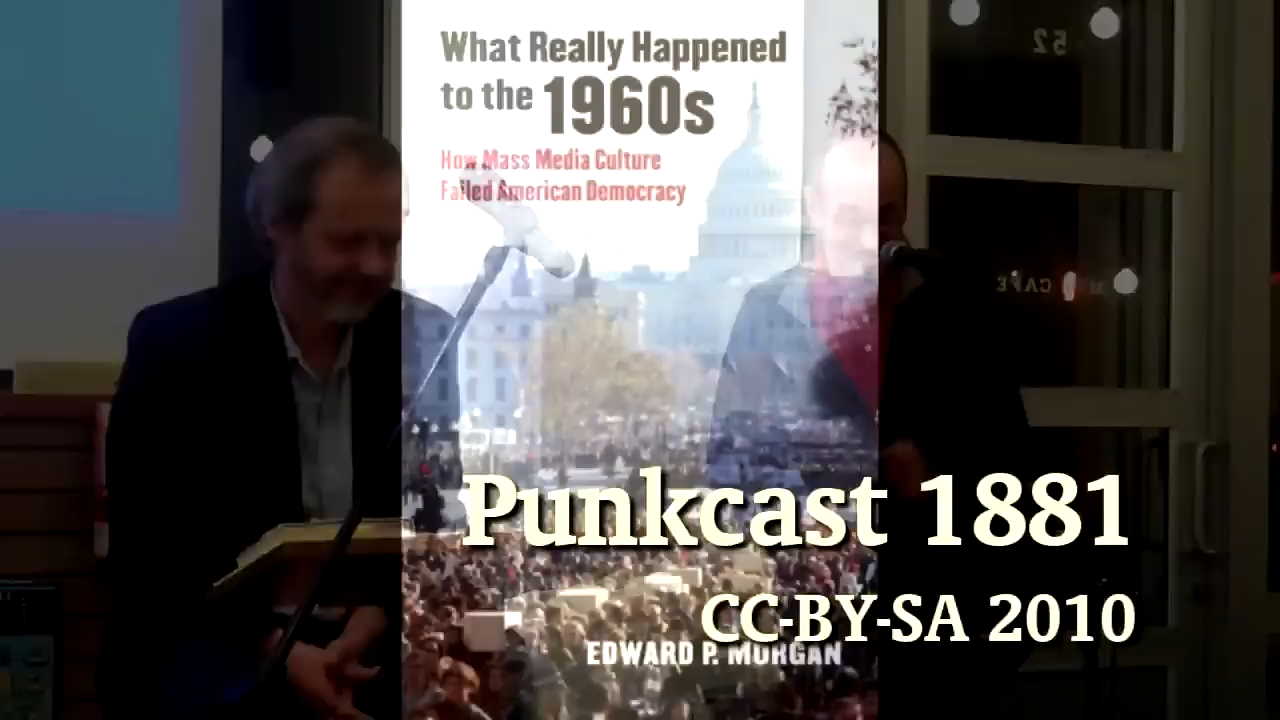 What Really Happened
to the 1960s
How Mass Media Culture
Failed American Democracy
52
CAFE
Punkcast 1881
CC-BY-SA 2010
EDWARD P. MORGAN